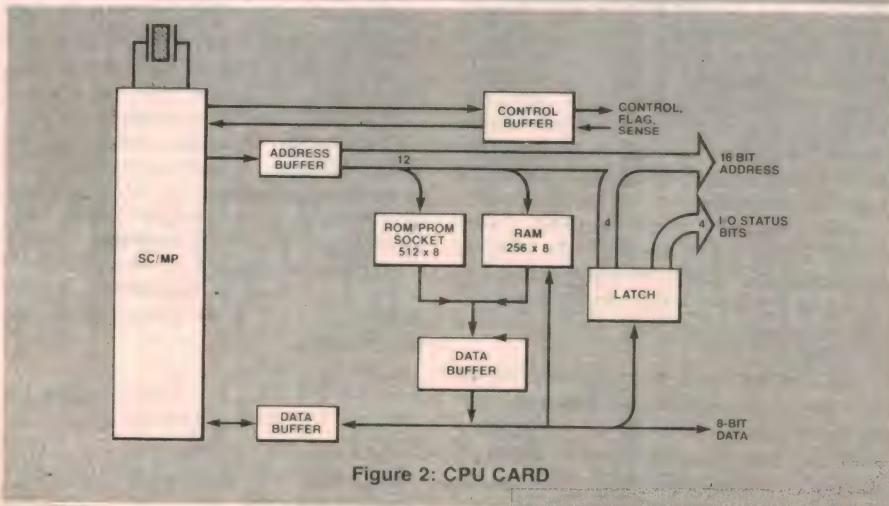 CONTROL
BUFFER
CONTROL,
FLAG,
SENSE
ADDRESS
BUFFER
12
16 BIT
ADDRESS
ROM PROM
SOCKET
512 x 8
RAM
256 x 8
4
4
I-O STATUS
BITS
SC/MP
LATCH
DATA
BUFFER
DATA
BUFFER
8-BIT
DATA
Figure 2: CPU CARD